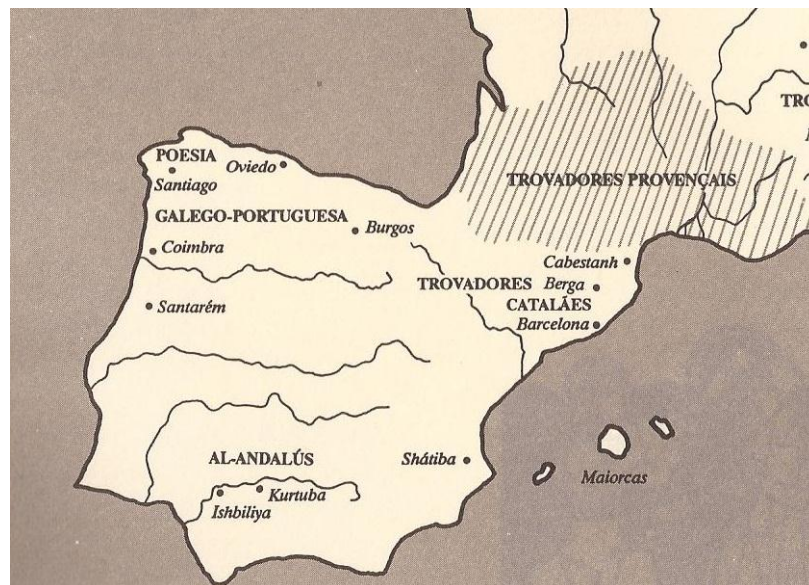 POESIA
Santiago
Oviedo
GALEGO-PORTUGUESA
Burgos
Coimbra
Santarém
TROVADORES PROVENÇAIS
TRO
TROVADORES
CATALÃES
Cabestanh
Berga
Barcelona
AL-ANDALÚS
Shátiba
Kurtuba
Ishbiliya
Maiorcas